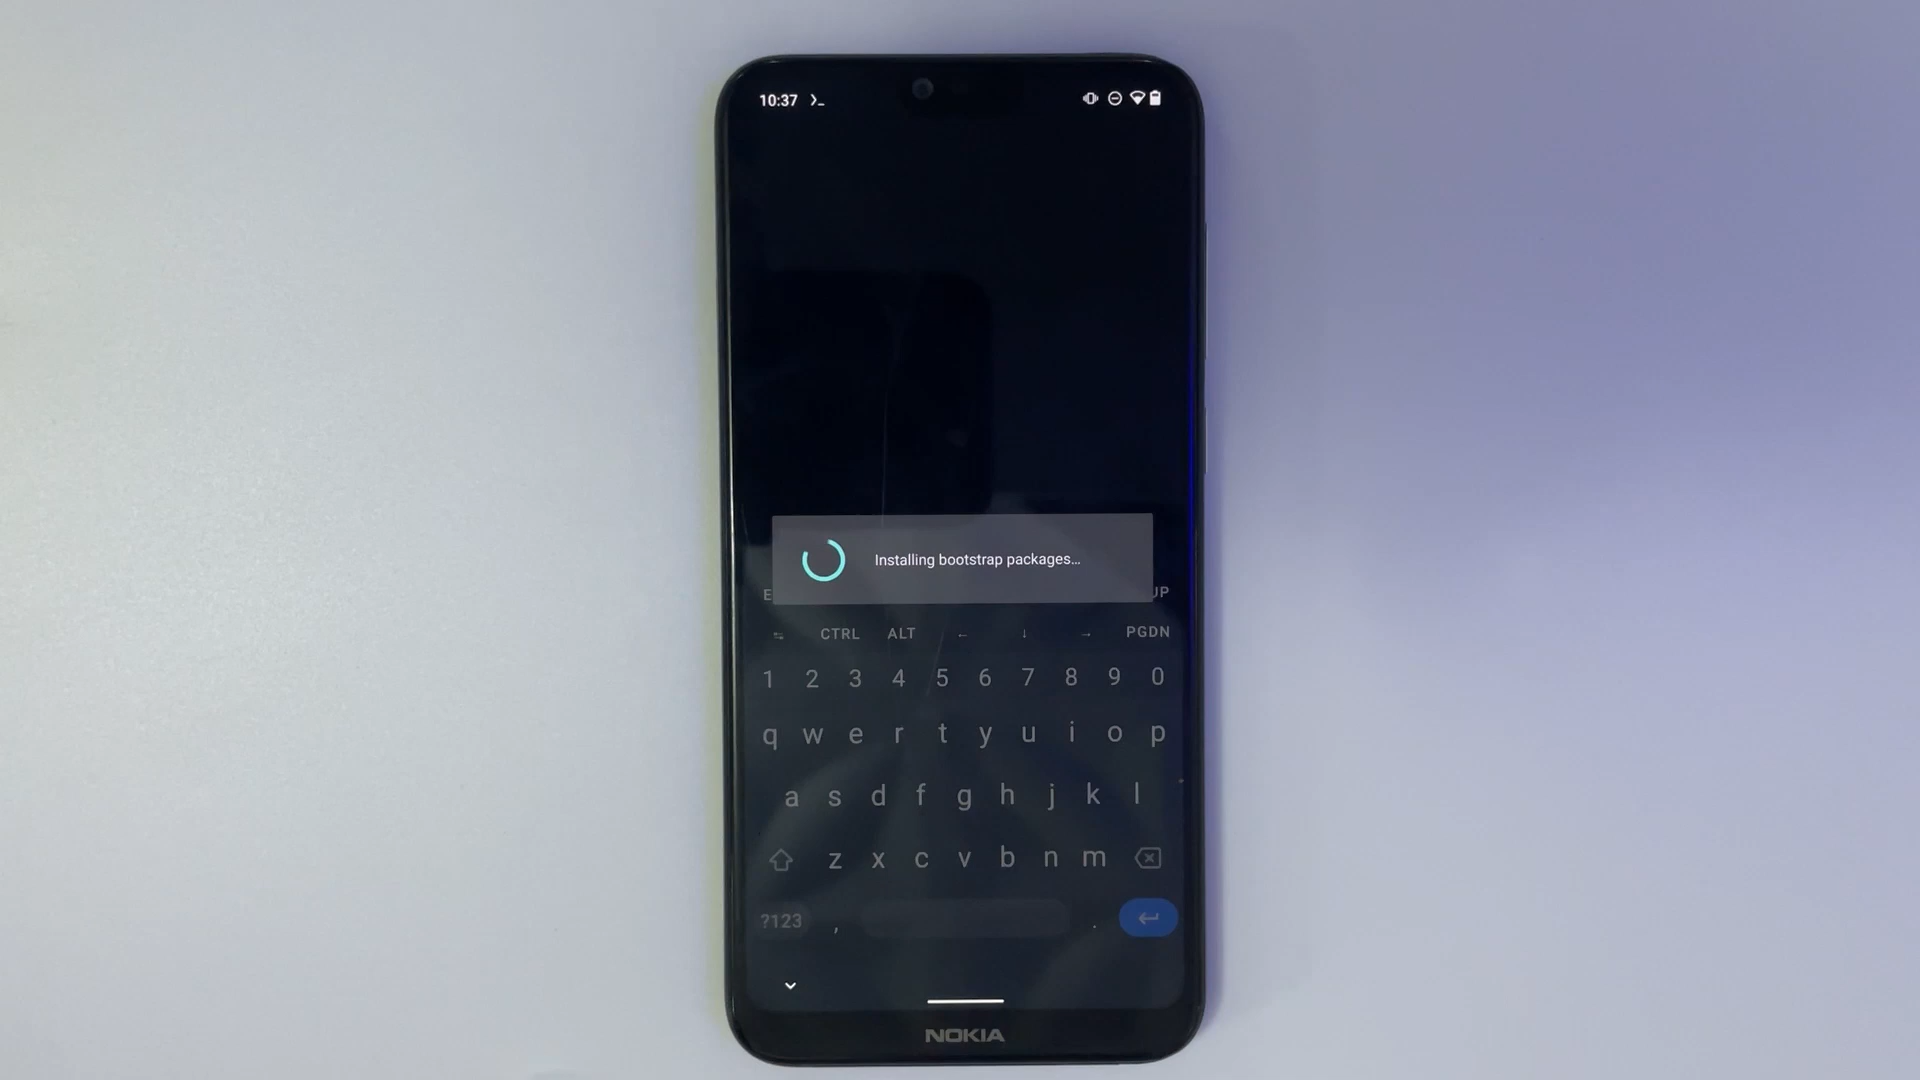 10:37
Installing bootstrap packages…
E UP
CTRL ALT ← ↓ → PGDN
1 2 3 4 5 6 7 8 9 0
q w e r t y u i o p
a s d f g h j k l
z x c v b n m
?123 , .
NOKIA